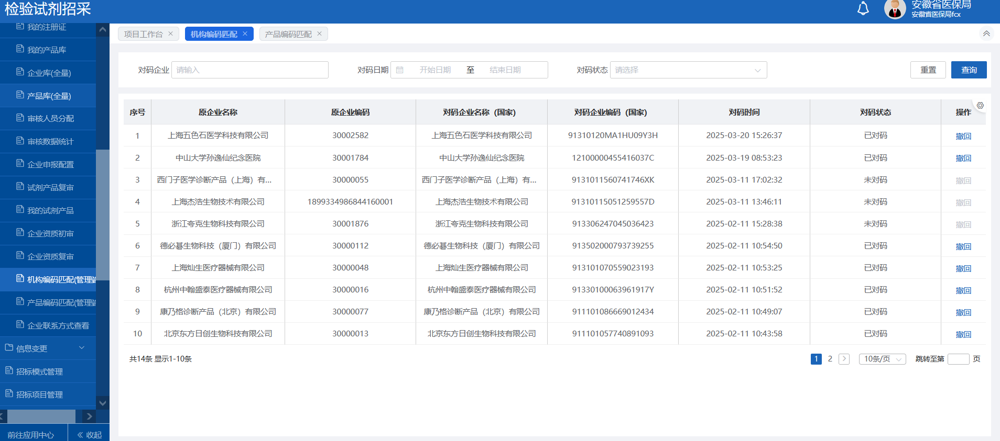 检验试剂招采
安徽省医保局
安徽省医保局fcx
我的注册证
我的产品库
企业库(全量)
产品库(全量)
审核人员分配
审核数据统计
企业申报配置
试剂产品复审
我的试剂产品
企业资质初审
企业资质复审
机构编码匹配(管理端
产品编码匹配(管理端
企业联系方式查看
信息变更
招标模式管理
招标项目管理
前往应用中心 收起
项目工作台 机构编码匹配 产品编码匹配
对码企业 请输入 对码日期 开始日期 至 结束日期 对码状态 请选择 重置 查询
序号 原企业名称 原企业编码 对码企业名称（国家） 对码企业编码（国家） 对码时间 对码状态 操作
1 上海五色石医学科技有限公司 30002582 上海五色石医学科技有限公司 91310120MA1HU09Y3H 2025-03-20 15:26:37 已对码 撤回
2 中山大学孙逸仙纪念医院 30001784 中山大学孙逸仙纪念医院 12100000455416037C 2025-03-19 08:53:23 已对码 撤回
3 西门子医学诊断产品（上海）有... 30000055 西门子医学诊断产品（上海）有... 9131011560741746XK 2025-03-11 17:02:32 未对码 撤回
4 上海杰浩生物技术有限公司 1899334986844160001 上海杰浩生物技术有限公司 91310115051259557D 2025-03-11 13:46:11 未对码 撤回
5 浙江夸克生物科技有限公司 30001876 浙江夸克生物科技有限公司 913306247045036423 2025-02-11 15:28:38 未对码 撤回
6 德必碁生物科技（厦门）有限公司 30000112 德必碁生物科技（厦门）有限公司 913502000793739255 2025-02-11 10:54:50 已对码 撤回
7 上海灿生医疗器械有限公司 30000048 上海灿生医疗器械有限公司 913101070559023193 2025-02-11 10:53:25 已对码 撤回
8 杭州中翰盛泰医疗器械有限公司 30000016 杭州中翰盛泰医疗器械有限公司 91330100063961917Y 2025-02-11 10:51:52 已对码 撤回
9 康乃格诊断产品（北京）有限公司 30000077 康乃格诊断产品（北京）有限公司 911101086669012434 2025-02-11 10:49:07 已对码 撤回
10 北京东方日创生物科技有限公司 30000013 北京东方日创生物科技有限公司 911101057740891093 2025-02-11 10:43:58 已对码 撤回
共14条 显示1-10条 1 2 10条/页 跳转至第 页